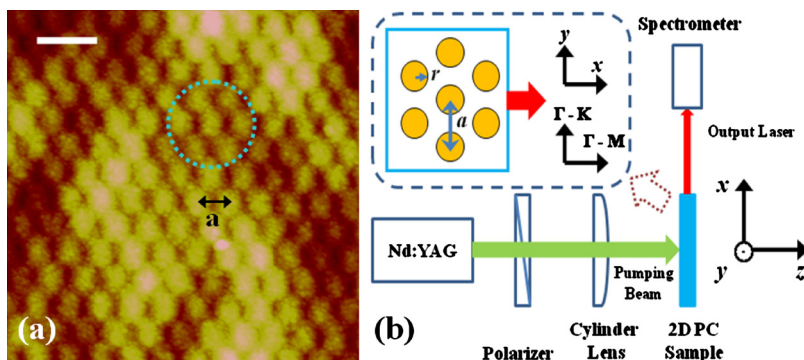 a
(a)
r
a
y
x
Γ - K
Γ - M
Spectrometer
Output Laser
Nd:YAG
Pumping
Beam
x
y
z
(b)
Polarizer
Cylinder
Lens
2D PC
Sample